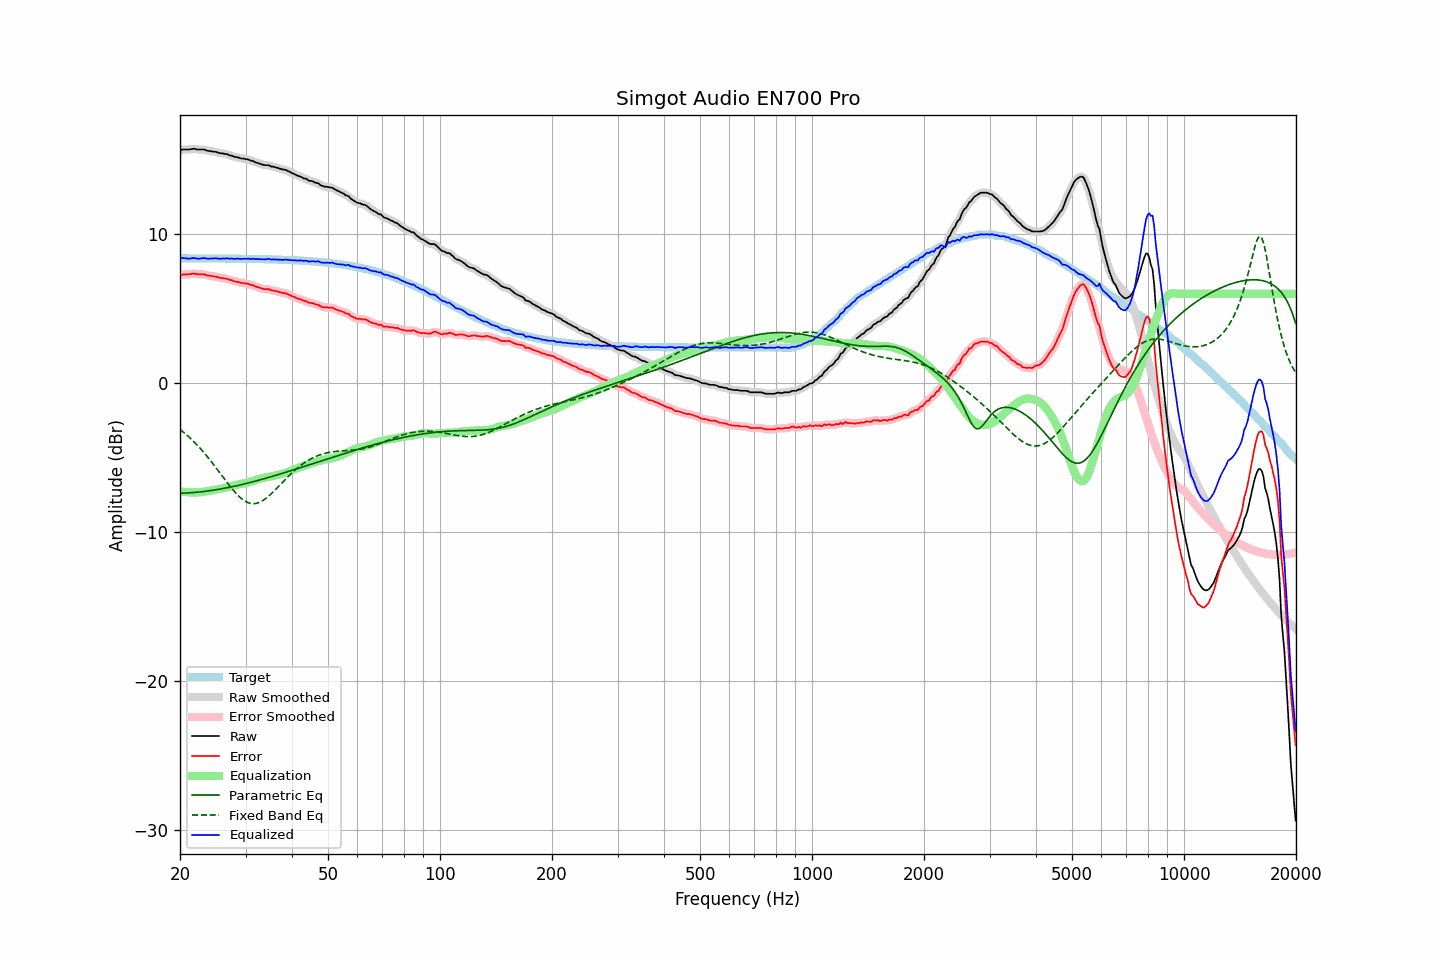 Simgot Audio EN700 Pro
Amplitude (dBr)
10
0
−10
−20
−30
Target
Raw Smoothed
Error Smoothed
Raw
Error
Equalization
Parametric Eq
Fixed Band Eq
Equalized
20 50 100 200 500 1000 2000 5000 10000 20000
Frequency (Hz)